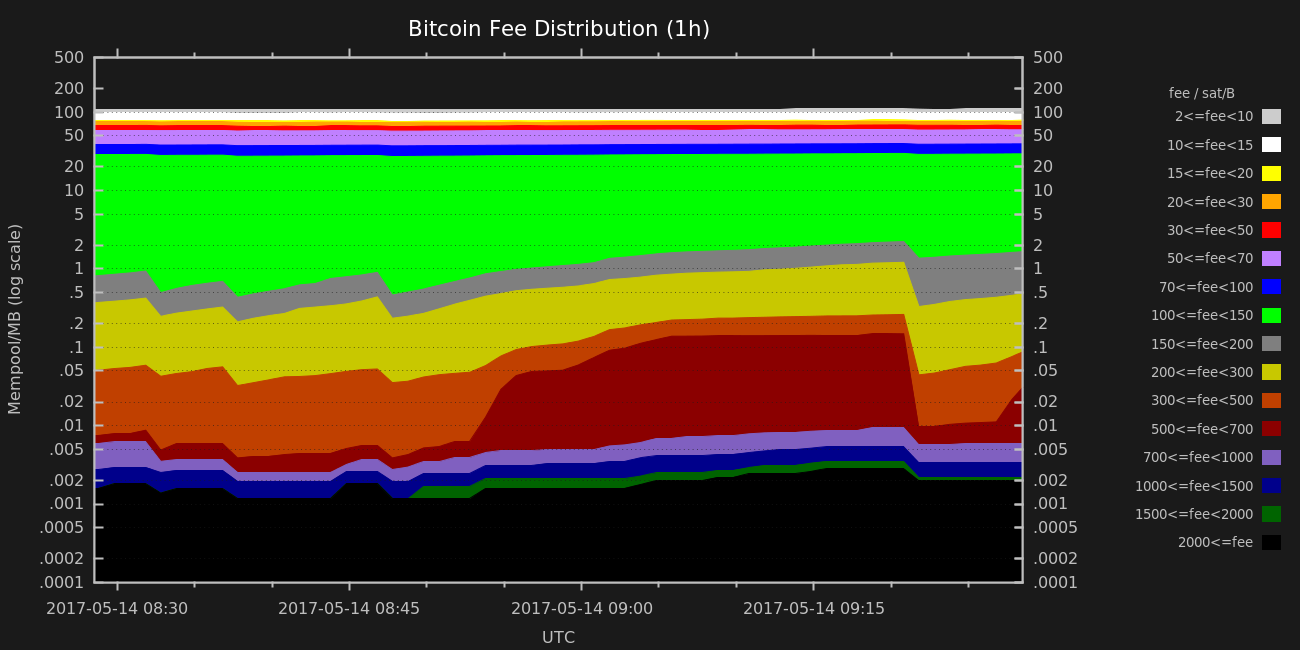 Bitcoin Fee Distribution (1h)
Mempool/MB (log scale)
500
200
100
50
20
10
5
2
1
.5
.2
.1
.05
.02
.01
.005
.002
.001
.0005
.0002
.0001
500
200
100
50
20
10
5
2
1
.5
.2
.1
.05
.02
.01
.005
.002
.001
.0005
.0002
.0001
2017-05-14 08:30
2017-05-14 08:45
2017-05-14 09:00
2017-05-14 09:15
UTC
fee / sat/B
2<=fee<10
10<=fee<15
15<=fee<20
20<=fee<30
30<=fee<50
50<=fee<70
70<=fee<100
100<=fee<150
150<=fee<200
200<=fee<300
300<=fee<500
500<=fee<700
700<=fee<1000
1000<=fee<1500
1500<=fee<2000
2000<=fee